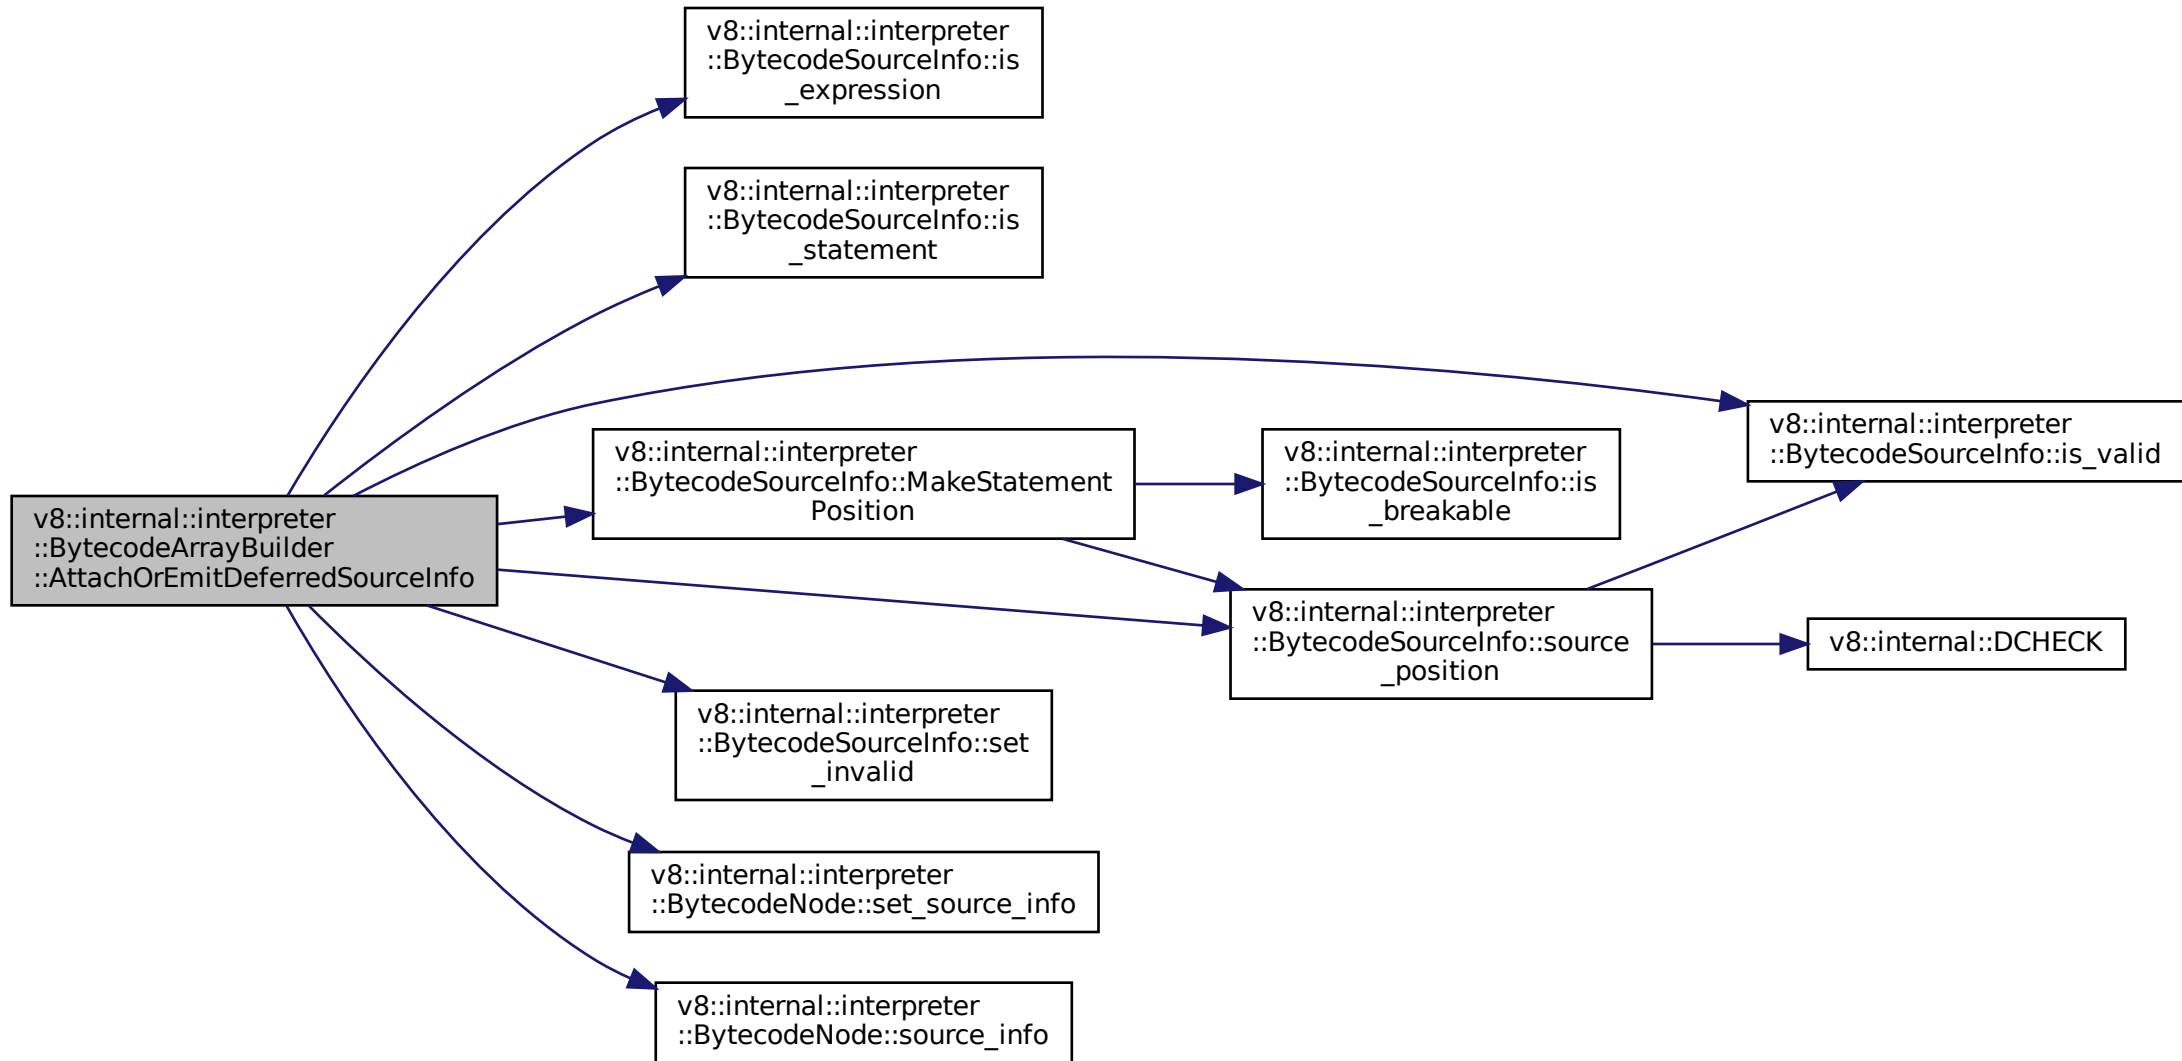 v8::internal::interpreter
::BytecodeSourceInfo::is
_expression
v8::internal::interpreter
::BytecodeSourceInfo::is
_statement
v8::internal::interpreter
::BytecodeSourceInfo::is_valid
v8::internal::interpreter
::BytecodeSourceInfo::MakeStatement
Position
v8::internal::interpreter
::BytecodeSourceInfo::is
_breakable
v8::internal::interpreter
::BytecodeArrayBuilder
::AttachOrEmitDeferredSourceInfo
v8::internal::interpreter
::BytecodeSourceInfo::source
_position
v8::internal::DCHECK
v8::internal::interpreter
::BytecodeSourceInfo::set
_invalid
v8::internal::interpreter
::BytecodeNode::set_source_info
v8::internal::interpreter
::BytecodeNode::source_info